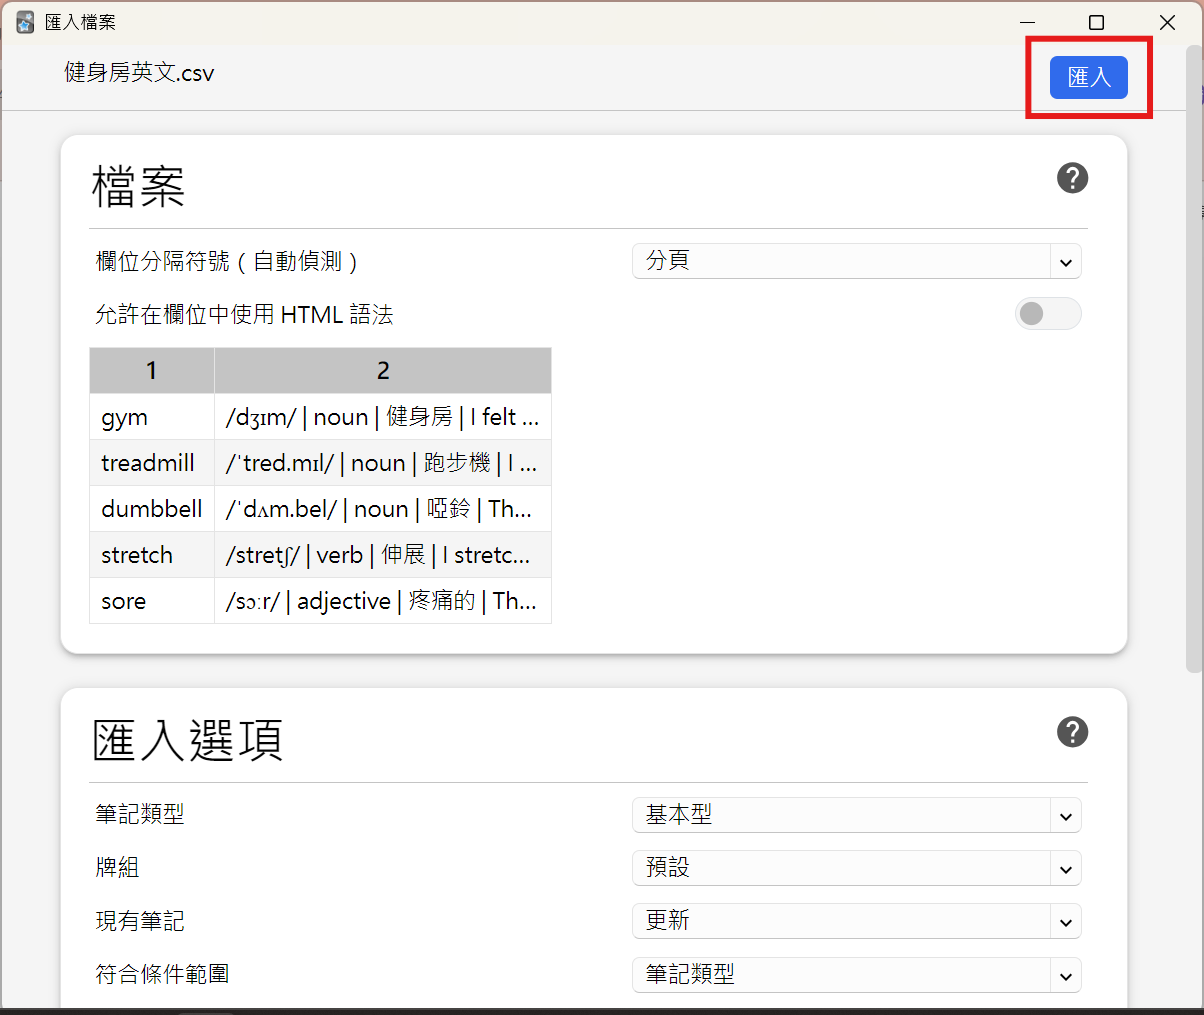 匯入檔案
健身房英文.csv
匯入
檔案
?
欄位分隔符號 ( 自動偵測 )
分頁
允許在欄位中使用 HTML 語法
1 2
gym /dʒɪm/ | noun | 健身房 | I felt ...
treadmill /ˈtred.mɪl/ | noun | 跑步機 | I ...
dumbbell /ˈdʌm.bel/ | noun | 啞鈴 | Th...
stretch /stretʃ/ | verb | 伸展 | I stretc...
sore /sɔːr/ | adjective | 疼痛的 | Th...
匯入選項
?
筆記類型
基本型
牌組
預設
現有筆記
更新
符合條件範圍
筆記類型